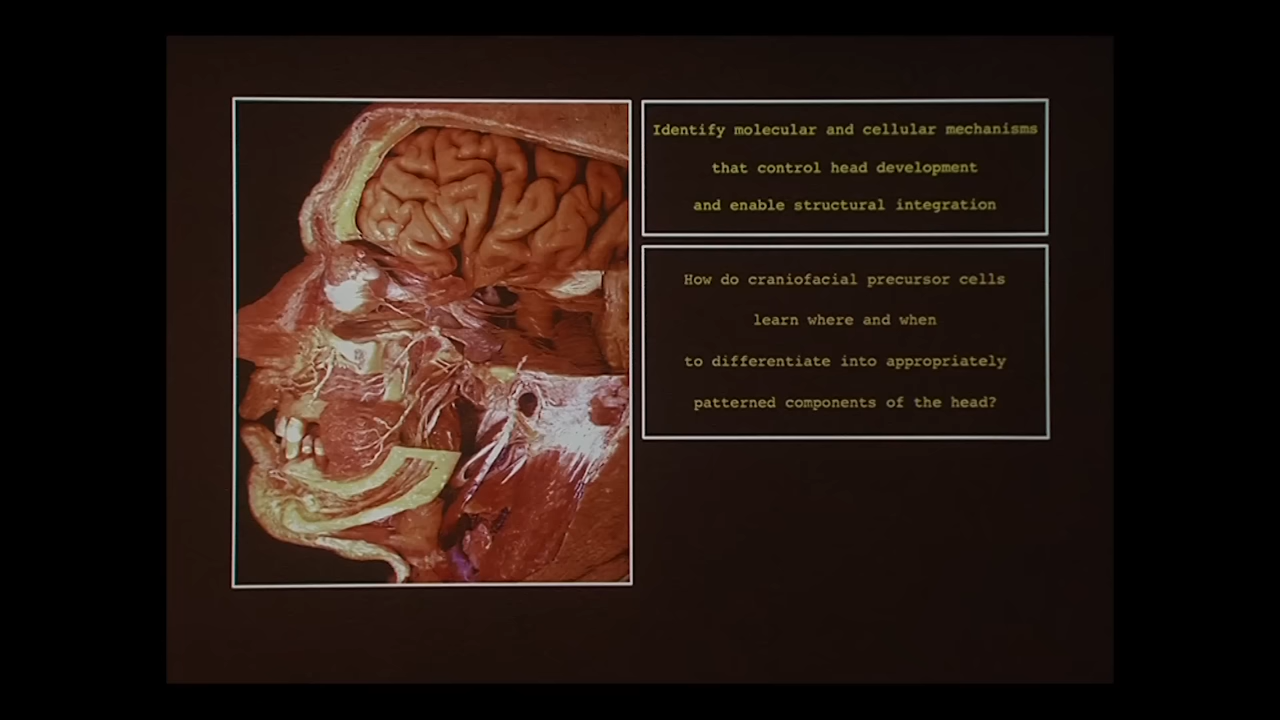 Identify molecular and cellular mechanisms
that control head development
and enable structural integration
How do craniofacial precursor cells
learn where and when
to differentiate into appropriately
patterned components of the head?